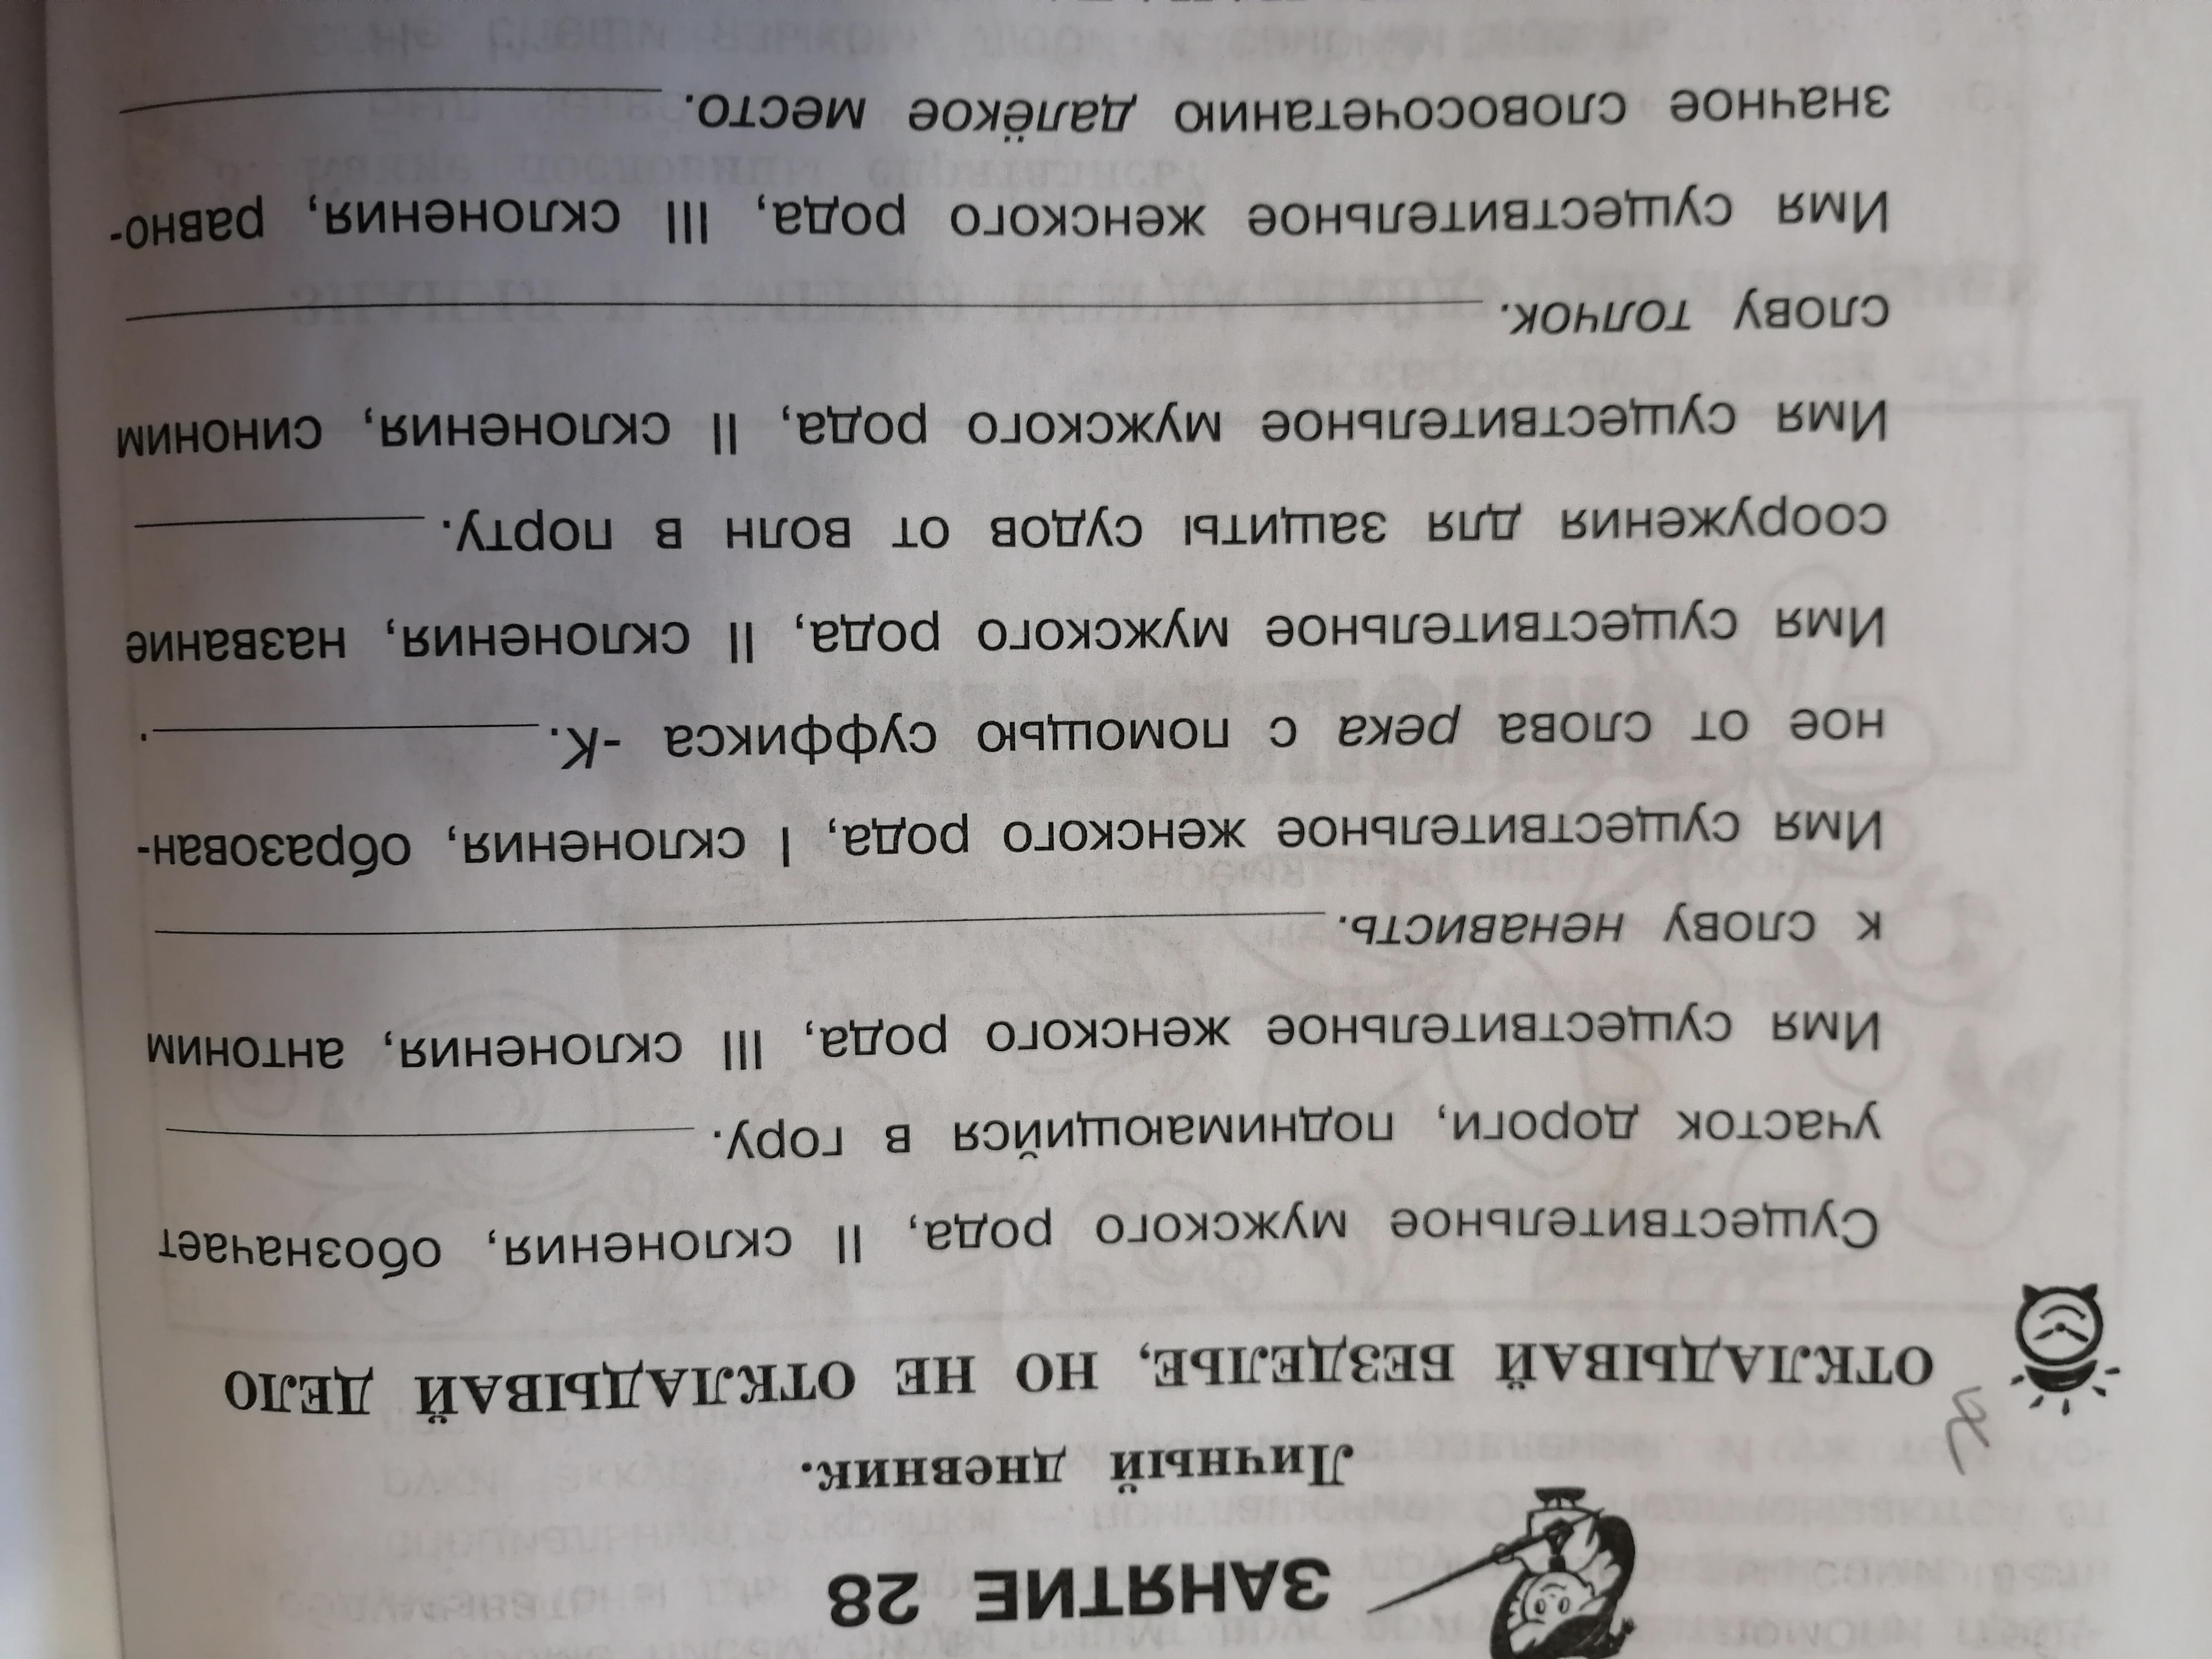 ЗАНЯТИЕ 28
Личный дневник.
ОТКЛАДЫВАЙ БЕЗДЕЛЬЕ, НО НЕ ОТКЛАДЫВАЙ ДЕЛО
Существительное мужского рода, II склонения, обозначает
участок дороги, поднимающийся в гору.
Имя существительное женского рода, III склонения, антоним
к слову ненависть.
Имя существительное женского рода, I склонения, образован-
ное от слова река с помощью суффикса -К.
Имя существительное мужского рода, II склонения, название
сооружения для защиты судов от волн в порту.
Имя существительное мужского рода, II склонения, синоним
слову толчок.
Имя существительное женского рода, III склонения, равно-
значное словосочетанию далёкое место.